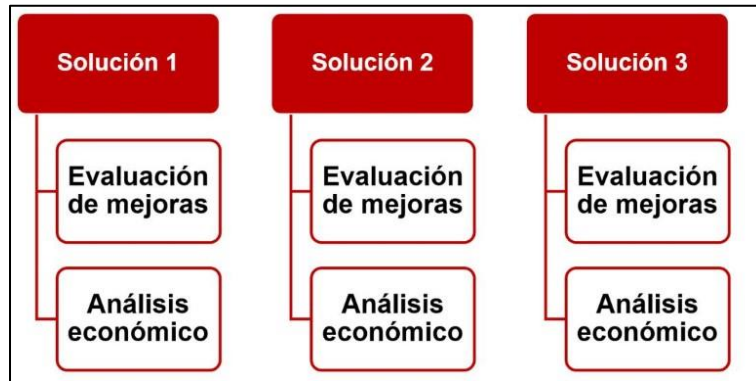 Solución 1
Evaluación
de mejoras
Análisis
económico
Solución 2
Evaluación
de mejoras
Análisis
económico
Solución 3
Evaluación
de mejoras
Análisis
económico